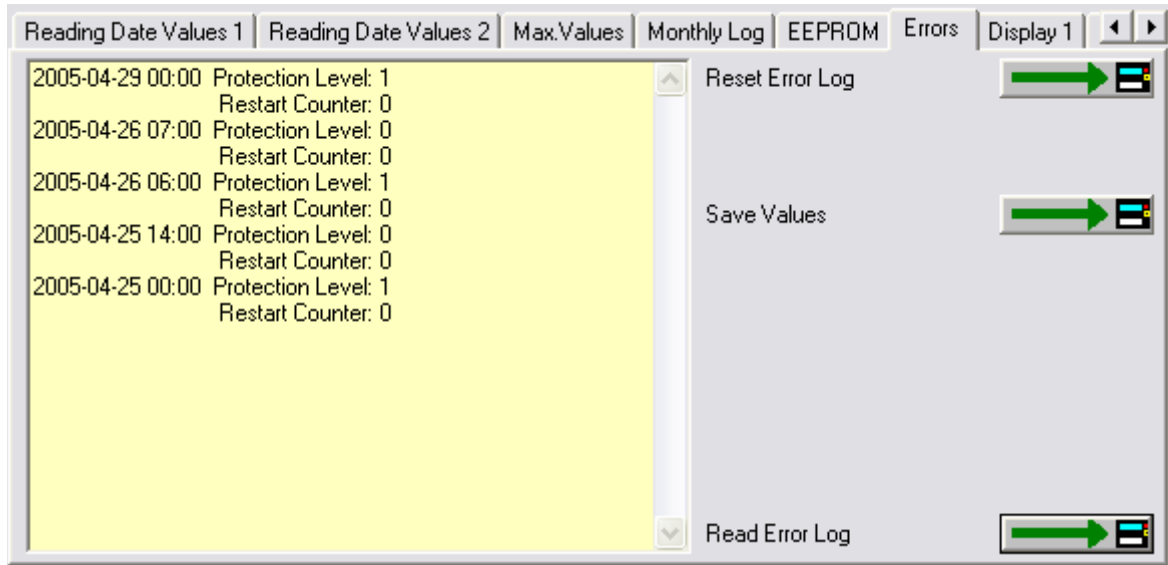 Reading Date Values 1 Reading Date Values 2 Max.Values Monthly Log EEPROM Errors Display 1
2005-04-29 00:00 Protection Level: 1
Restart Counter: 0
2005-04-26 07:00 Protection Level: 0
Restart Counter: 0
2005-04-26 06:00 Protection Level: 1
Restart Counter: 0
2005-04-25 14:00 Protection Level: 0
Restart Counter: 0
2005-04-25 00:00 Protection Level: 1
Restart Counter: 0
Reset Error Log
Save Values
Read Error Log